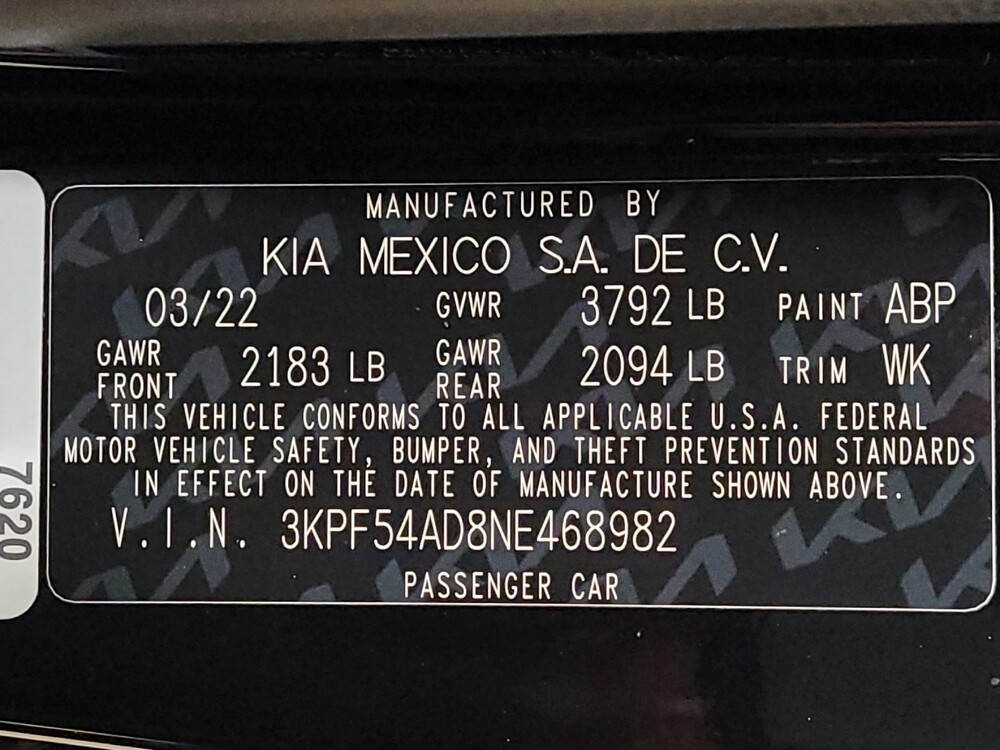 MANUFACTURED BY
KIA MEXICO S.A. DE C.V.
03/22 GVWR 3792 LB PAINT ABP
GAWR FRONT 2183 LB GAWR REAR 2094 LB TRIM WK
THIS VEHICLE CONFORMS TO ALL APPLICABLE U.S.A. FEDERAL
MOTOR VEHICLE SAFETY, BUMPER, AND THEFT PREVENTION STANDARDS
IN EFFECT ON THE DATE OF MANUFACTURE SHOWN ABOVE.
V.I.N. 3KPF54AD8NE468982
PASSENGER CAR
7620